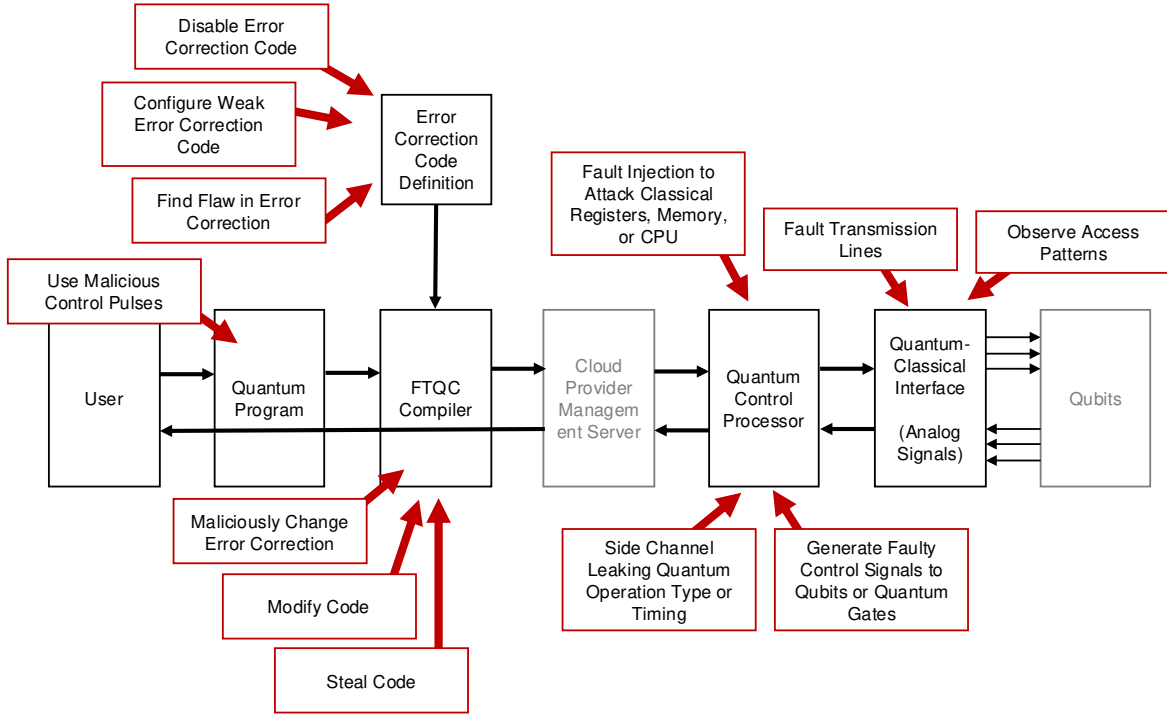 Disable Error
Correction Code
Configure Weak
Error Correction
Code
Find Flaw in Error
Correction
Error
Correction
Code
Definition
Fault Injection to
Attack Classical
Registers, Memory,
or CPU
Fault Transmission
Lines
Observe Access
Patterns
Use Malicious
Control Pulses
User
Quantum
Program
FTQC
Compiler
Cloud
Provider
Managem
ent Server
Quantum
Control
Processor
Quantum-
Classical
Interface
(Analog
Signals)
Qubits
Maliciously Change
Error Correction
Modify Code
Steal Code
Side Channel
Leaking Quantum
Operation Type or
Timing
Generate Faulty
Control Signals to
Qubits or Quantum
Gates